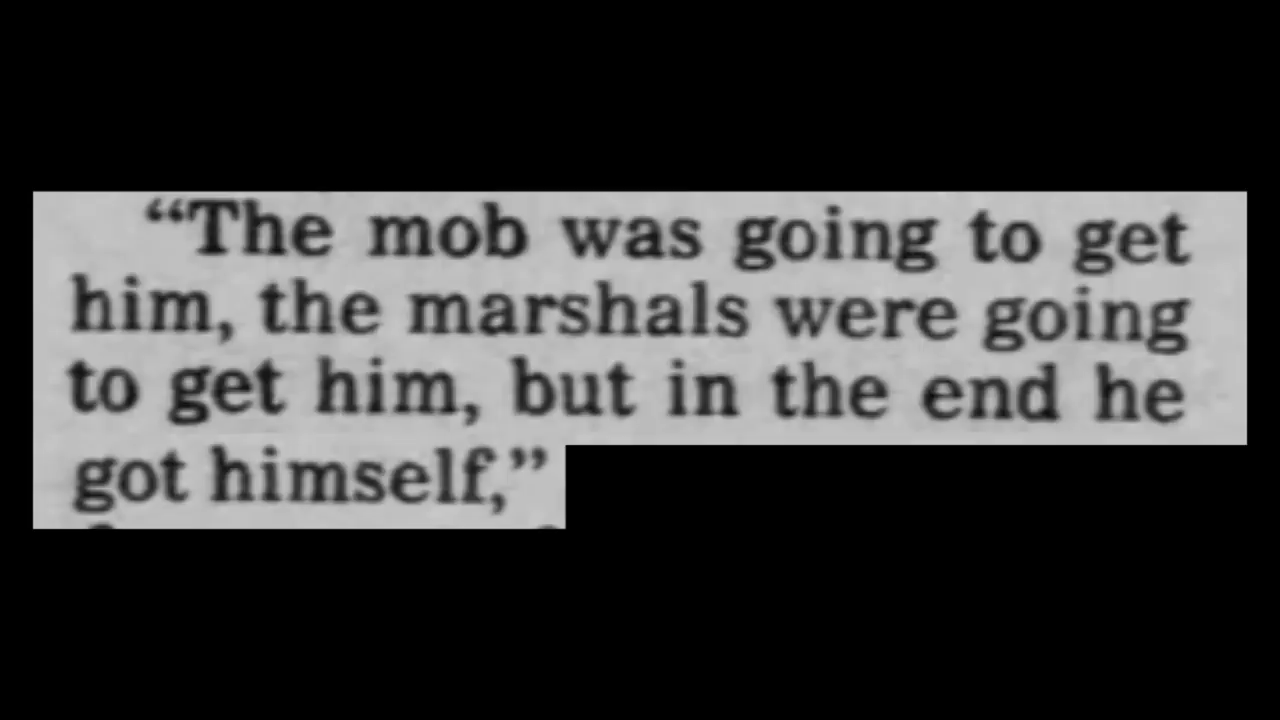 “The mob was going to get
him, the marshals were going
to get him, but in the end he
got himself,”